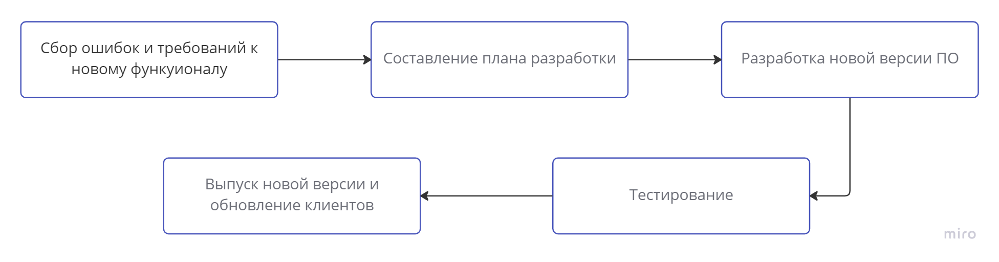 Сбор ошибок и требований к
новому функуионалу
Составление плана разработки
Разработка новой версии ПО
Выпуск новой версии и
обновление клиентов
Тестирование
miro